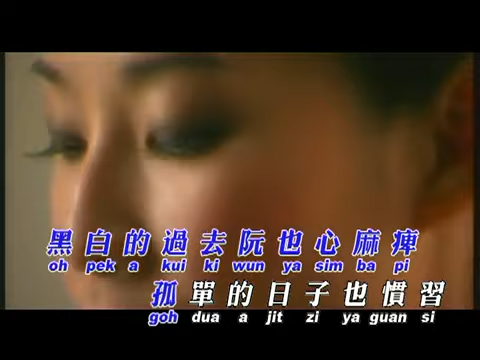 黑白的過去阮也心麻痺
oh pek a kui ki wun ya sim ba pi
孤單的日子也慣習
goh dua a jit zi ya guan si